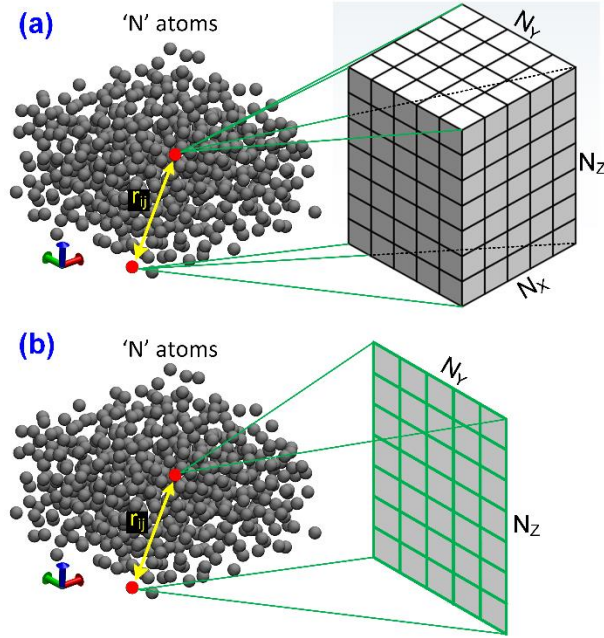 (a)
'N' atoms
N_Y
r_ij
N_Z
N_X
(b)
'N' atoms
N_Y
r_ij
N_Z